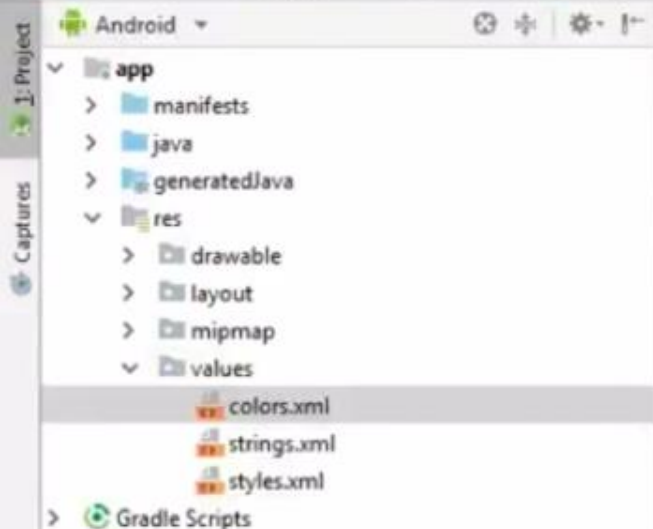 1: Project
Captures
Android
app
manifests
java
generatedJava
res
drawable
layout
mipmap
values
colors.xml
strings.xml
styles.xml
Gradle Scripts